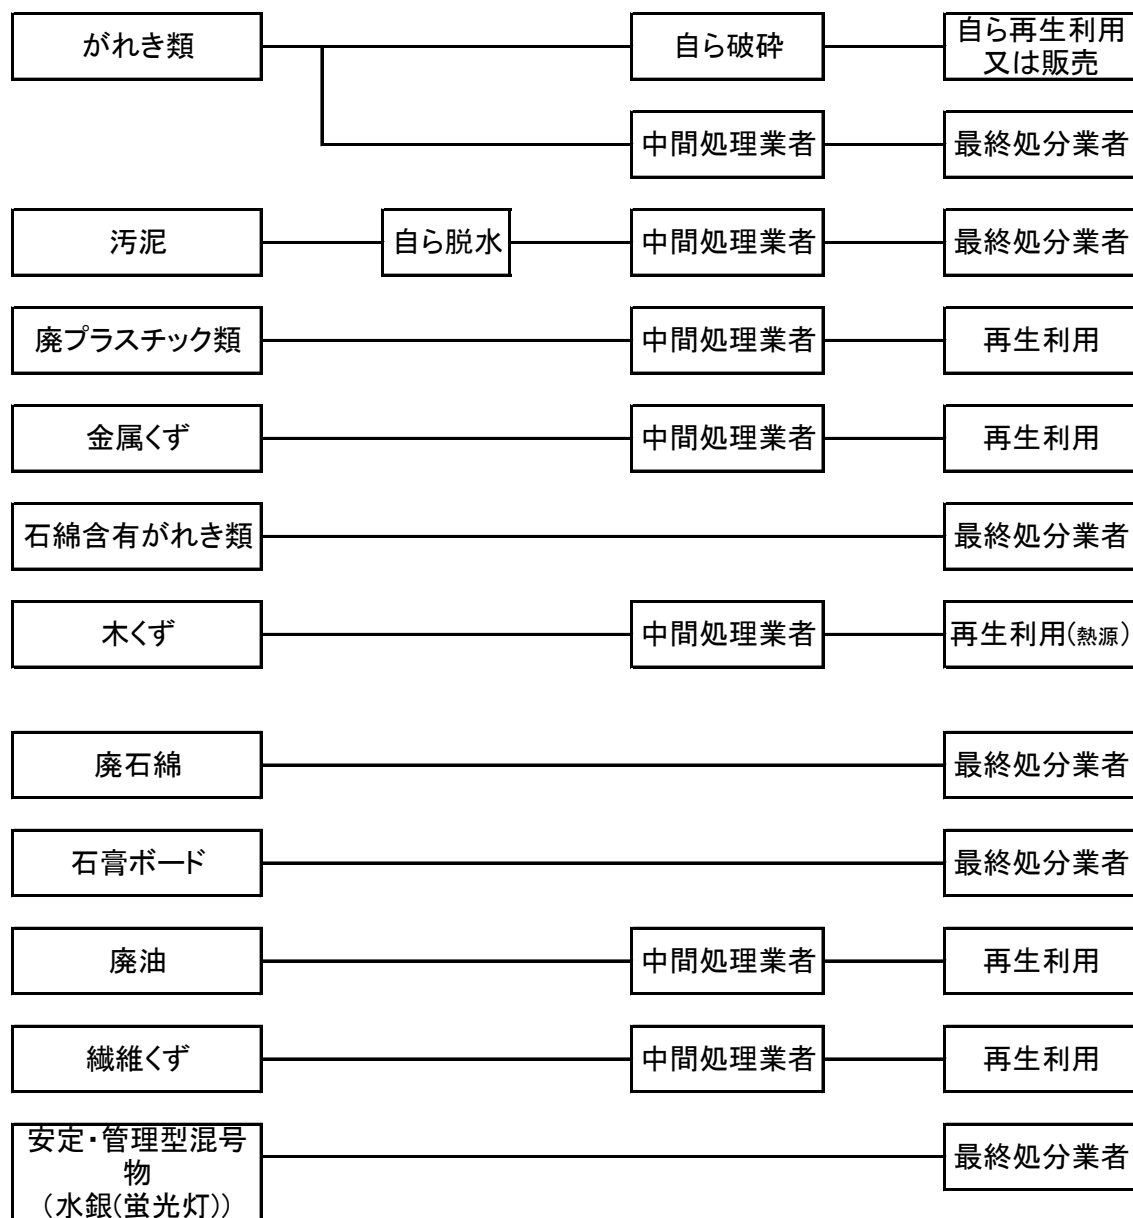 がれき類
自ら破砕
自ら再生利用
又は販売
中間処理業者
最終処分業者
汚泥
自ら脱水
中間処理業者
最終処分業者
廃プラスチック類
中間処理業者
再生利用
金属くず
中間処理業者
再生利用
石綿含有がれき類
最終処分業者
木くず
中間処理業者
再生利用(熱源)
廃石綿
最終処分業者
石膏ボード
最終処分業者
廃油
中間処理業者
再生利用
繊維くず
中間処理業者
再生利用
安定・管理型混号
物
(水銀(蛍光灯))
最終処分業者